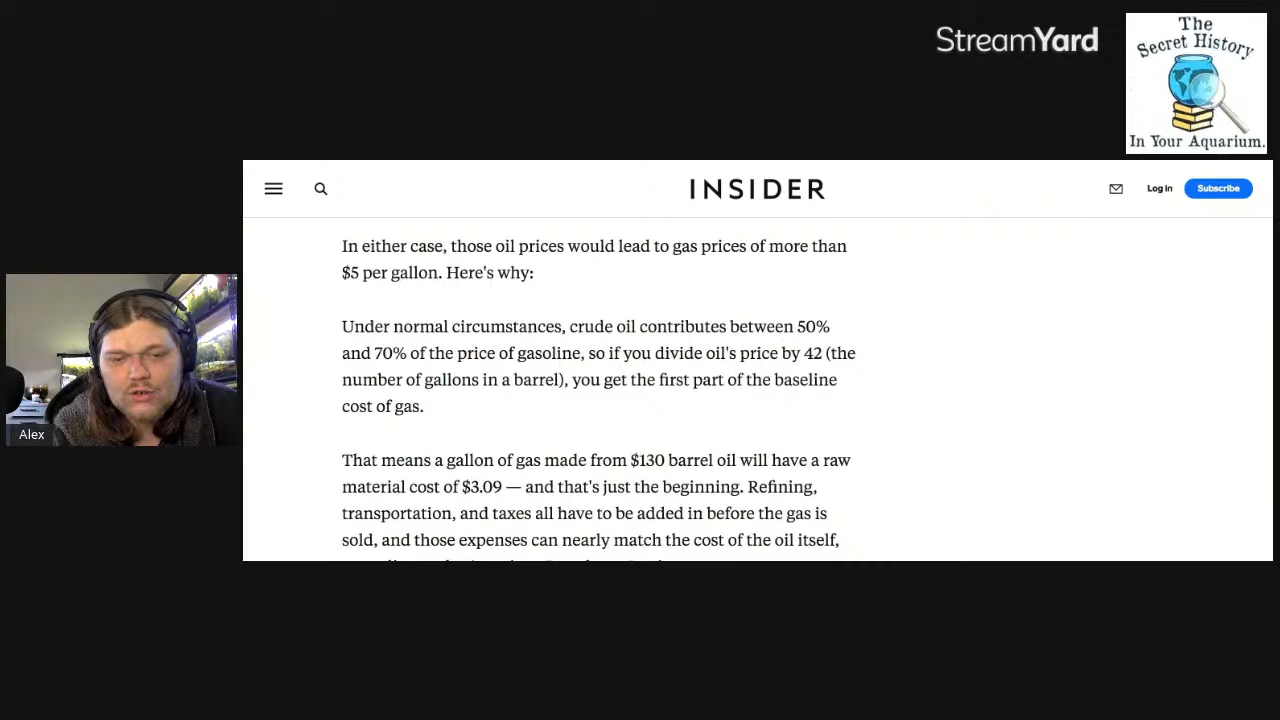 StreamYard
The
Secret History
In Your Aquarium.
INSIDER
Log in
Subscribe
In either case, those oil prices would lead to gas prices of more than
$5 per gallon. Here's why:
Under normal circumstances, crude oil contributes between 50%
and 70% of the price of gasoline, so if you divide oil's price by 42 (the
number of gallons in a barrel), you get the first part of the baseline
cost of gas.
That means a gallon of gas made from $130 barrel oil will have a raw
material cost of $3.09 — and that's just the beginning. Refining,
transportation, and taxes all have to be added in before the gas is
sold, and those expenses can nearly match the cost of the oil itself,
Alex